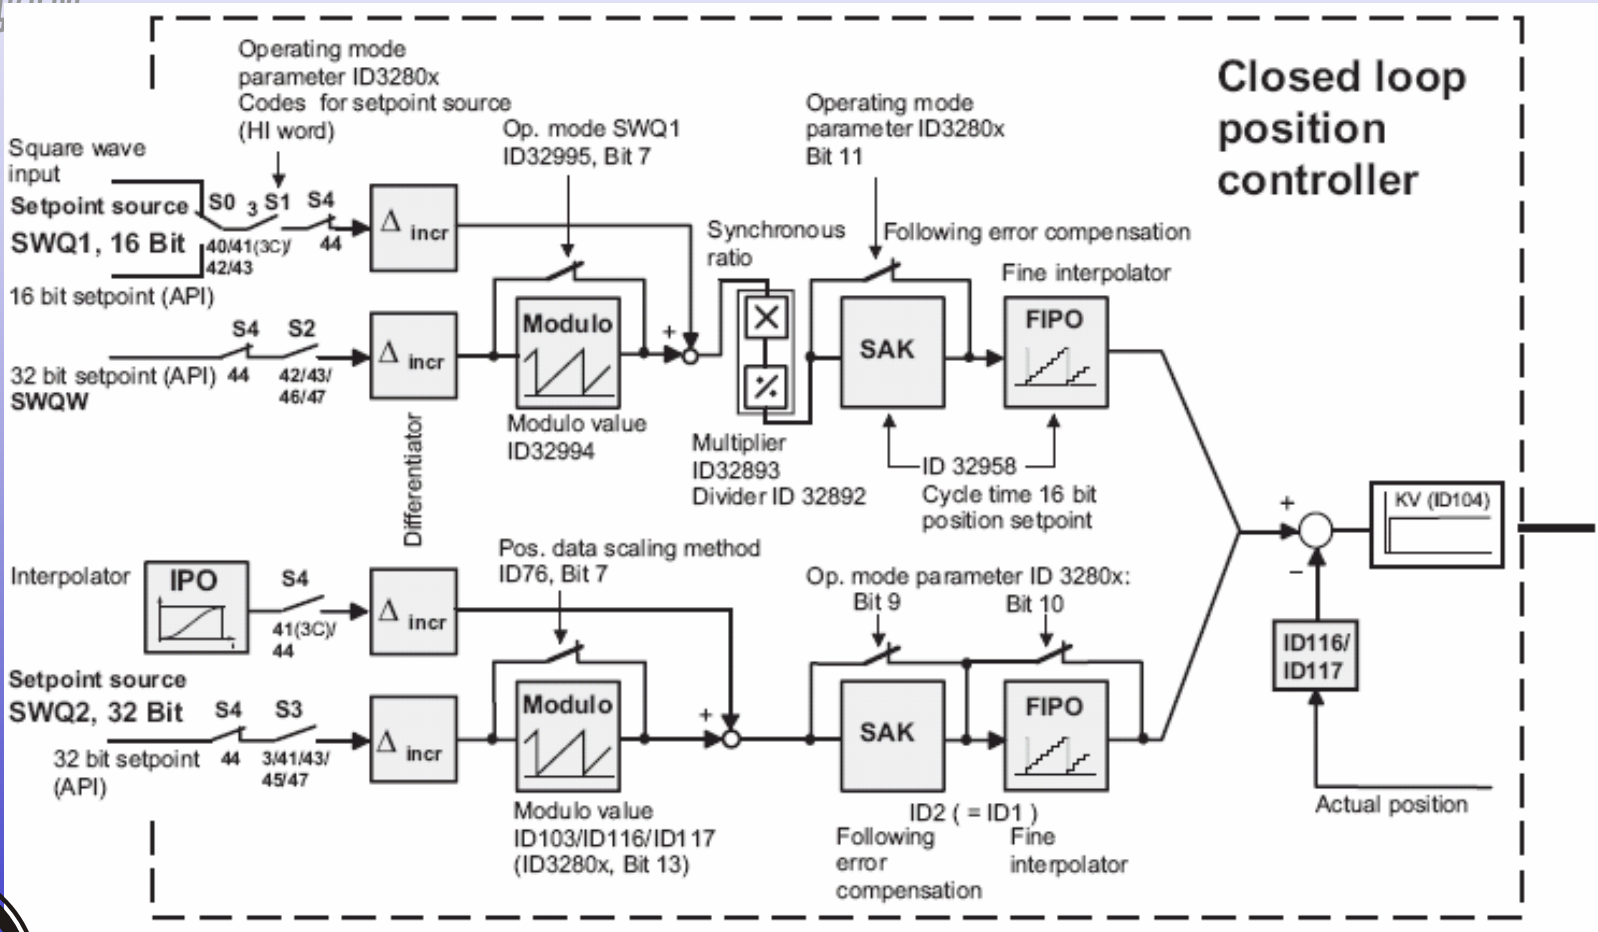 Closed loop
position
controller
Operating mode
parameter ID3280x
Codes for setpoint source
(HI word)
Op. mode SWQ1
ID32995, Bit 7
Operating mode
parameter ID3280x
Bit 11
Square wave
input
Setpoint source
SWQ1, 16 Bit
16 bit setpoint (API)
S0
3
S1
S4
40/41(3C)/
42/43
44
Δ incr
Synchronous
ratio
Following error compensation
Fine interpolator
32 bit setpoint (API)
SWQW
S4
44
S2
42/43/
46/47
Δ incr
Modulo
+
Modulo value
ID32994
Multiplier
ID32893
Divider ID 32892
SAK
FIPO
ID 32958
Cycle time 16 bit
position setpoint
Differentiator
+
−
KV (ID104)
ID116/
ID117
Actual position
Interpolator
IPO
S4
41(3C)/
44
Δ incr
Pos. data scaling method
ID76, Bit 7
Op. mode parameter ID 3280x:
Bit 9
Bit 10
Setpoint source
SWQ2, 32 Bit
32 bit setpoint
(API)
S4
44
S3
3/41/43/
45/47
Δ incr
Modulo
+
Modulo value
ID103/ID116/ID117
(ID3280x, Bit 13)
SAK
FIPO
ID2 ( = ID1 )
Following
error
compensation
Fine
interpolator